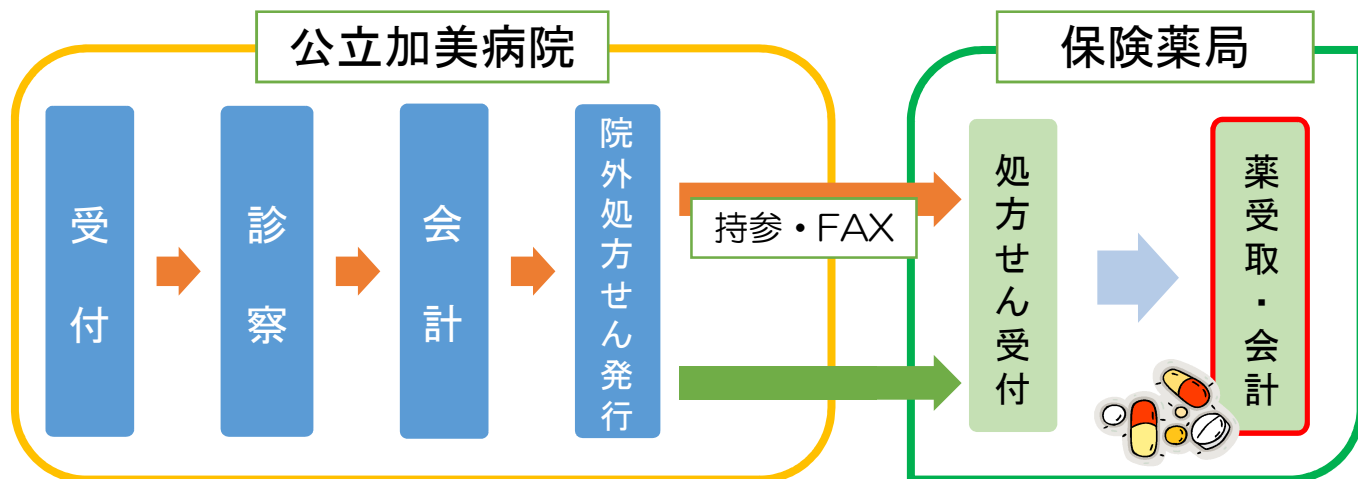 公立加美病院
保険薬局
受付
診察
会計
院外処方せん発行
持参・FAX
処方せん受付
薬受取・会計